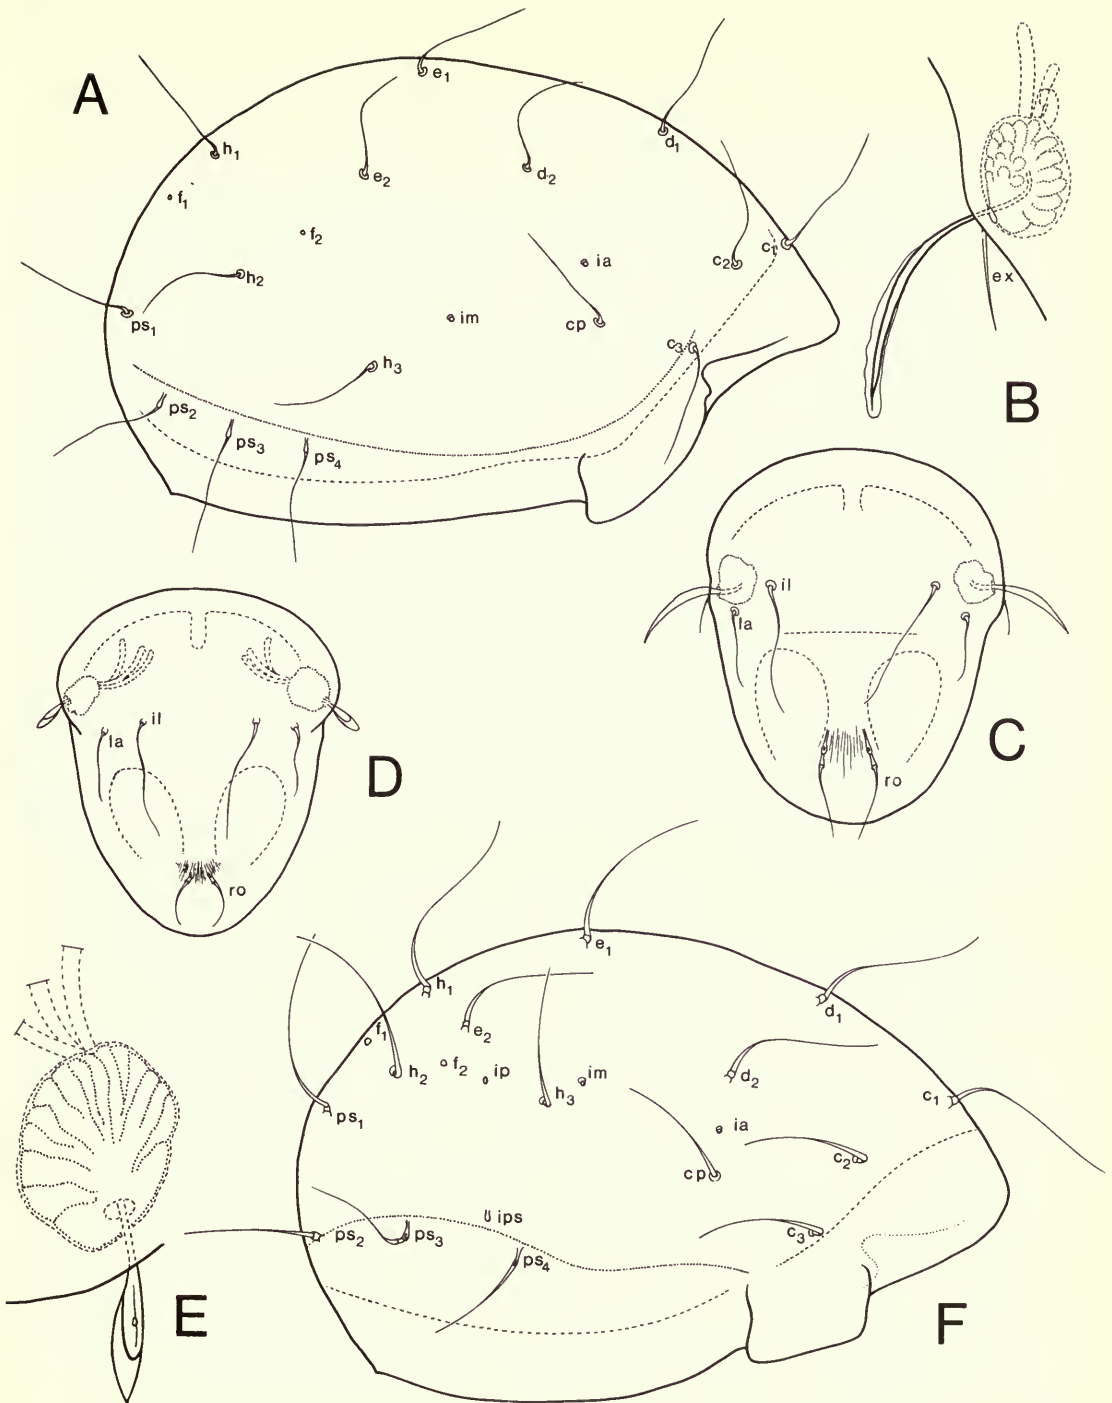 A
e1
h1
d1
e2
d2
f1
f2
c1
c2
ia
h2
ps1
im
cp
c3
h3
ps2
ps3
ps4
B
ex
C
il
la
ro
D
il
la
ro
E
F
e1
h1
d1
e2
f1
f2
h2
ip
im
h3
d2
c1
ps1
ia
c2
cp
ips
ps2
ps3
c3
ps4